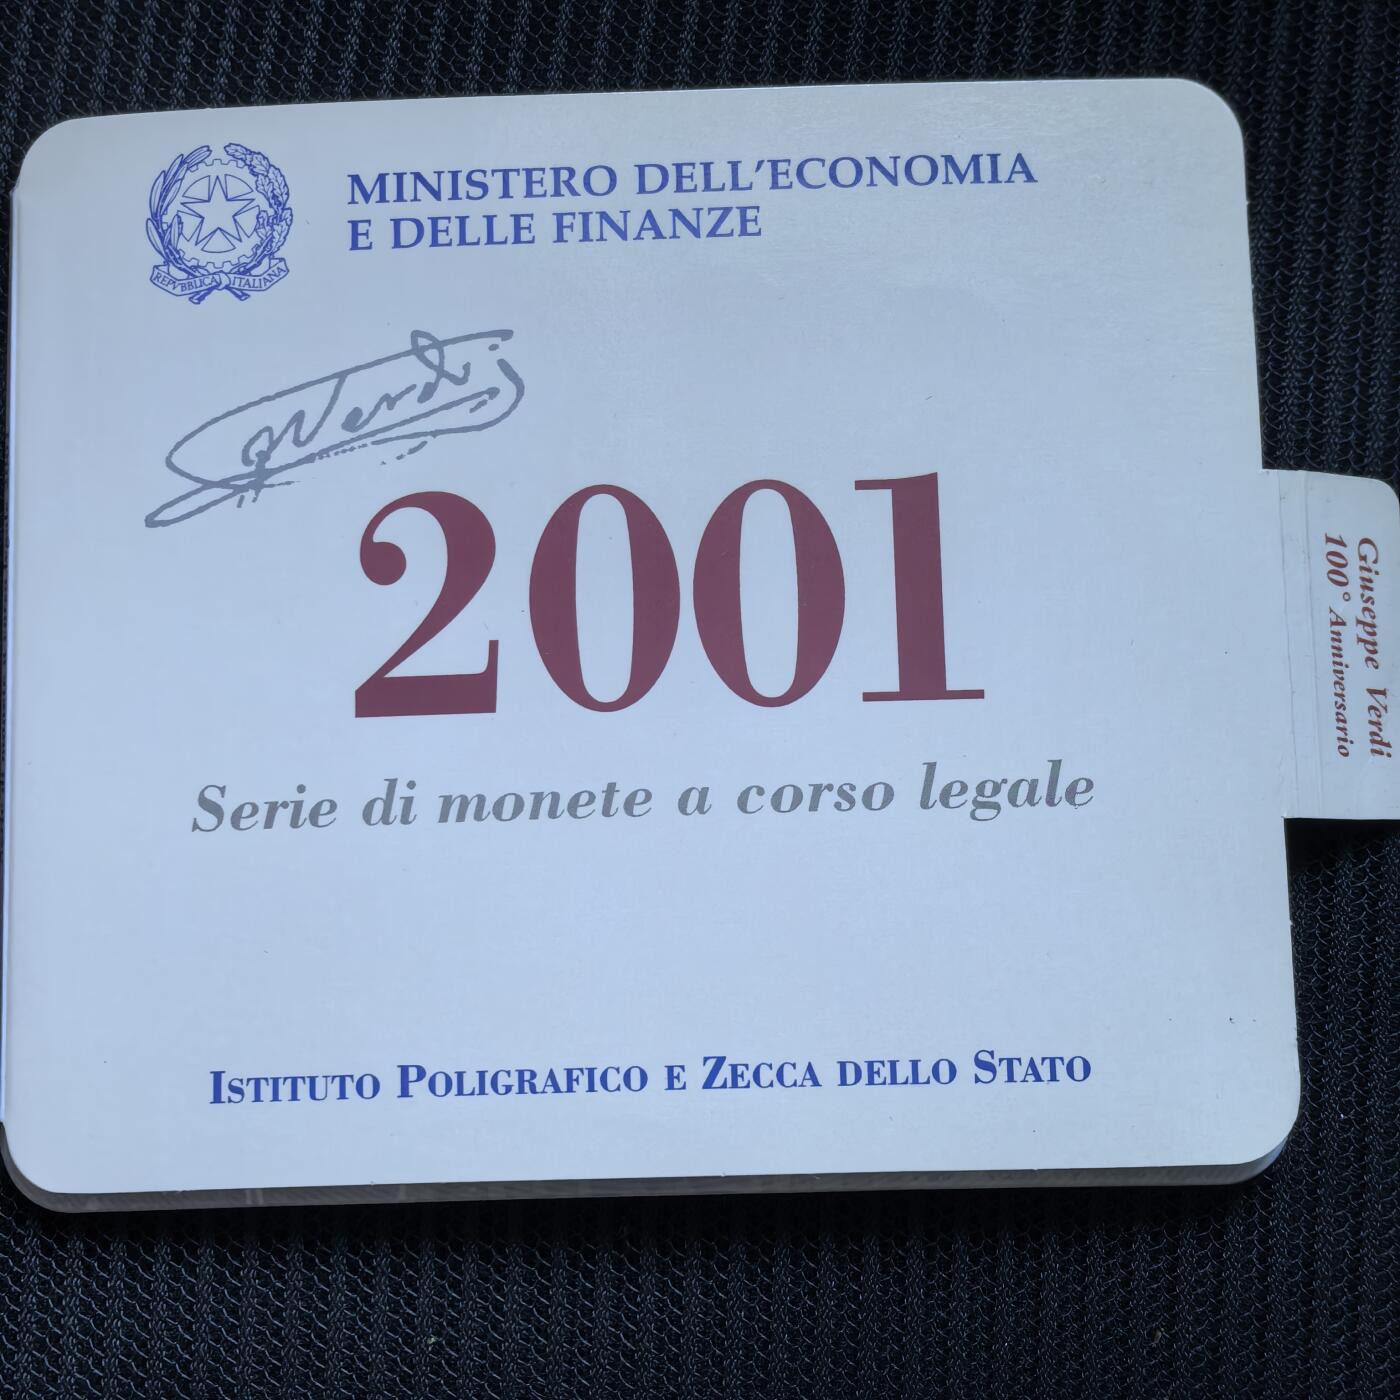 MINISTERO DELL'ECONOMIA
E DELLE FINANZE
REPVBBLICA ITALIANA
G Verdi
2001
Serie di monete a corso legale
ISTITUTO POLIGRAFICO E ZECCA DELLO STATO
Giuseppe Verdi
100° Anniversario